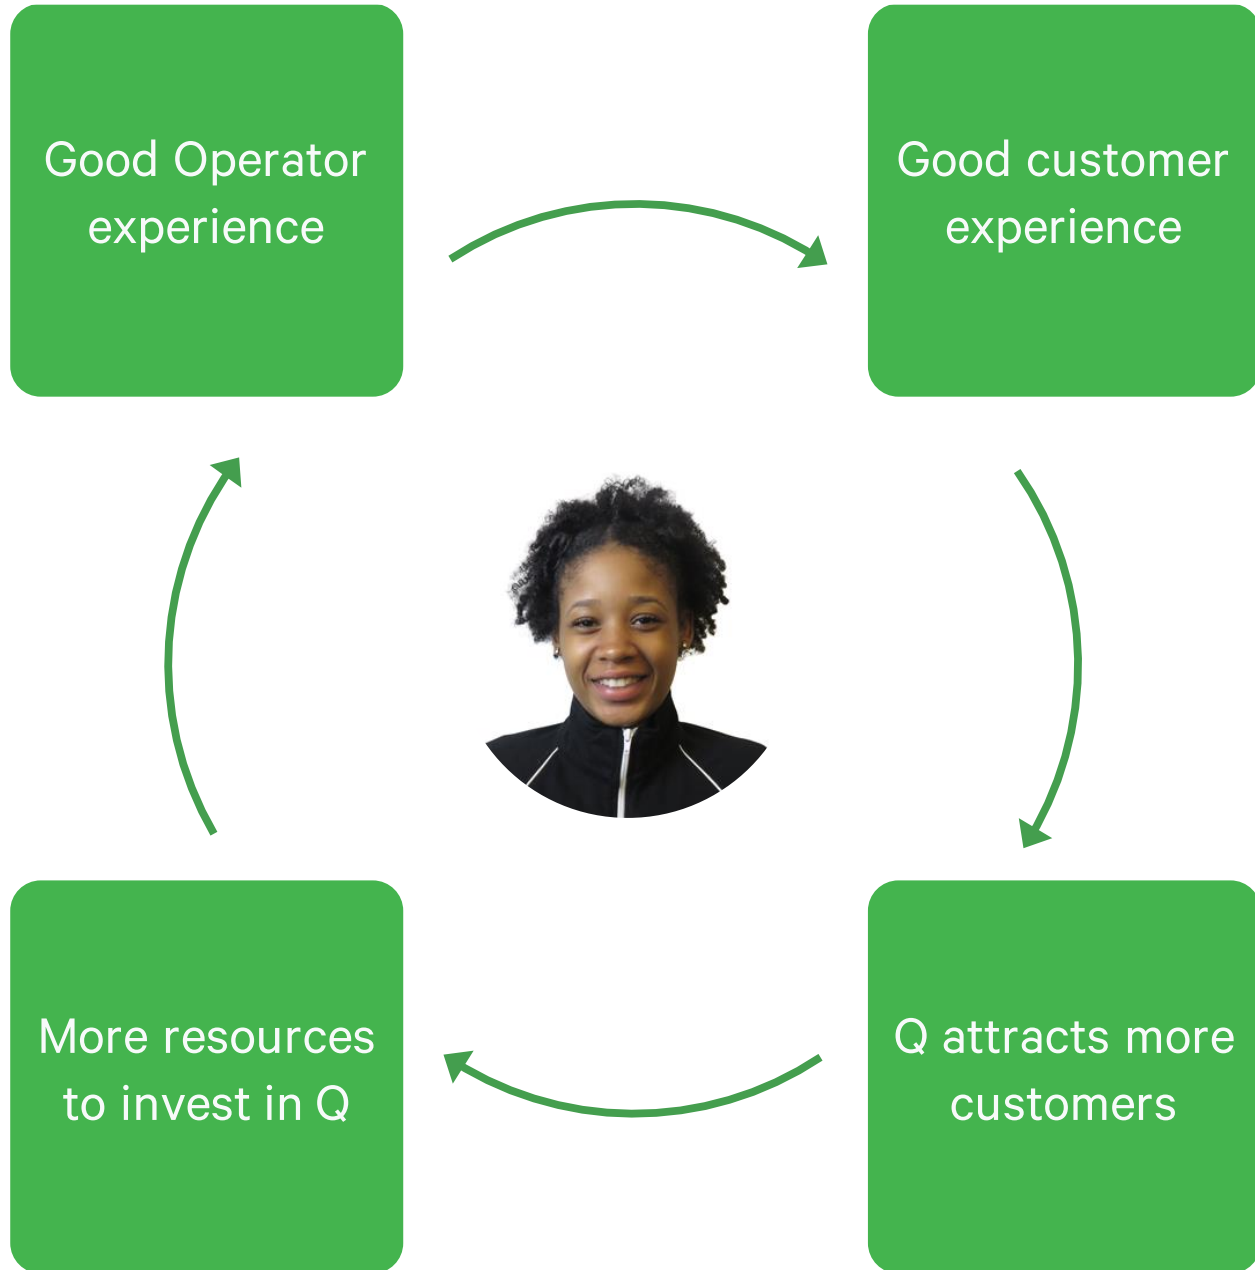 Good Operator
experience
Good customer
experience
More resources
to invest in Q
Q attracts more
customers